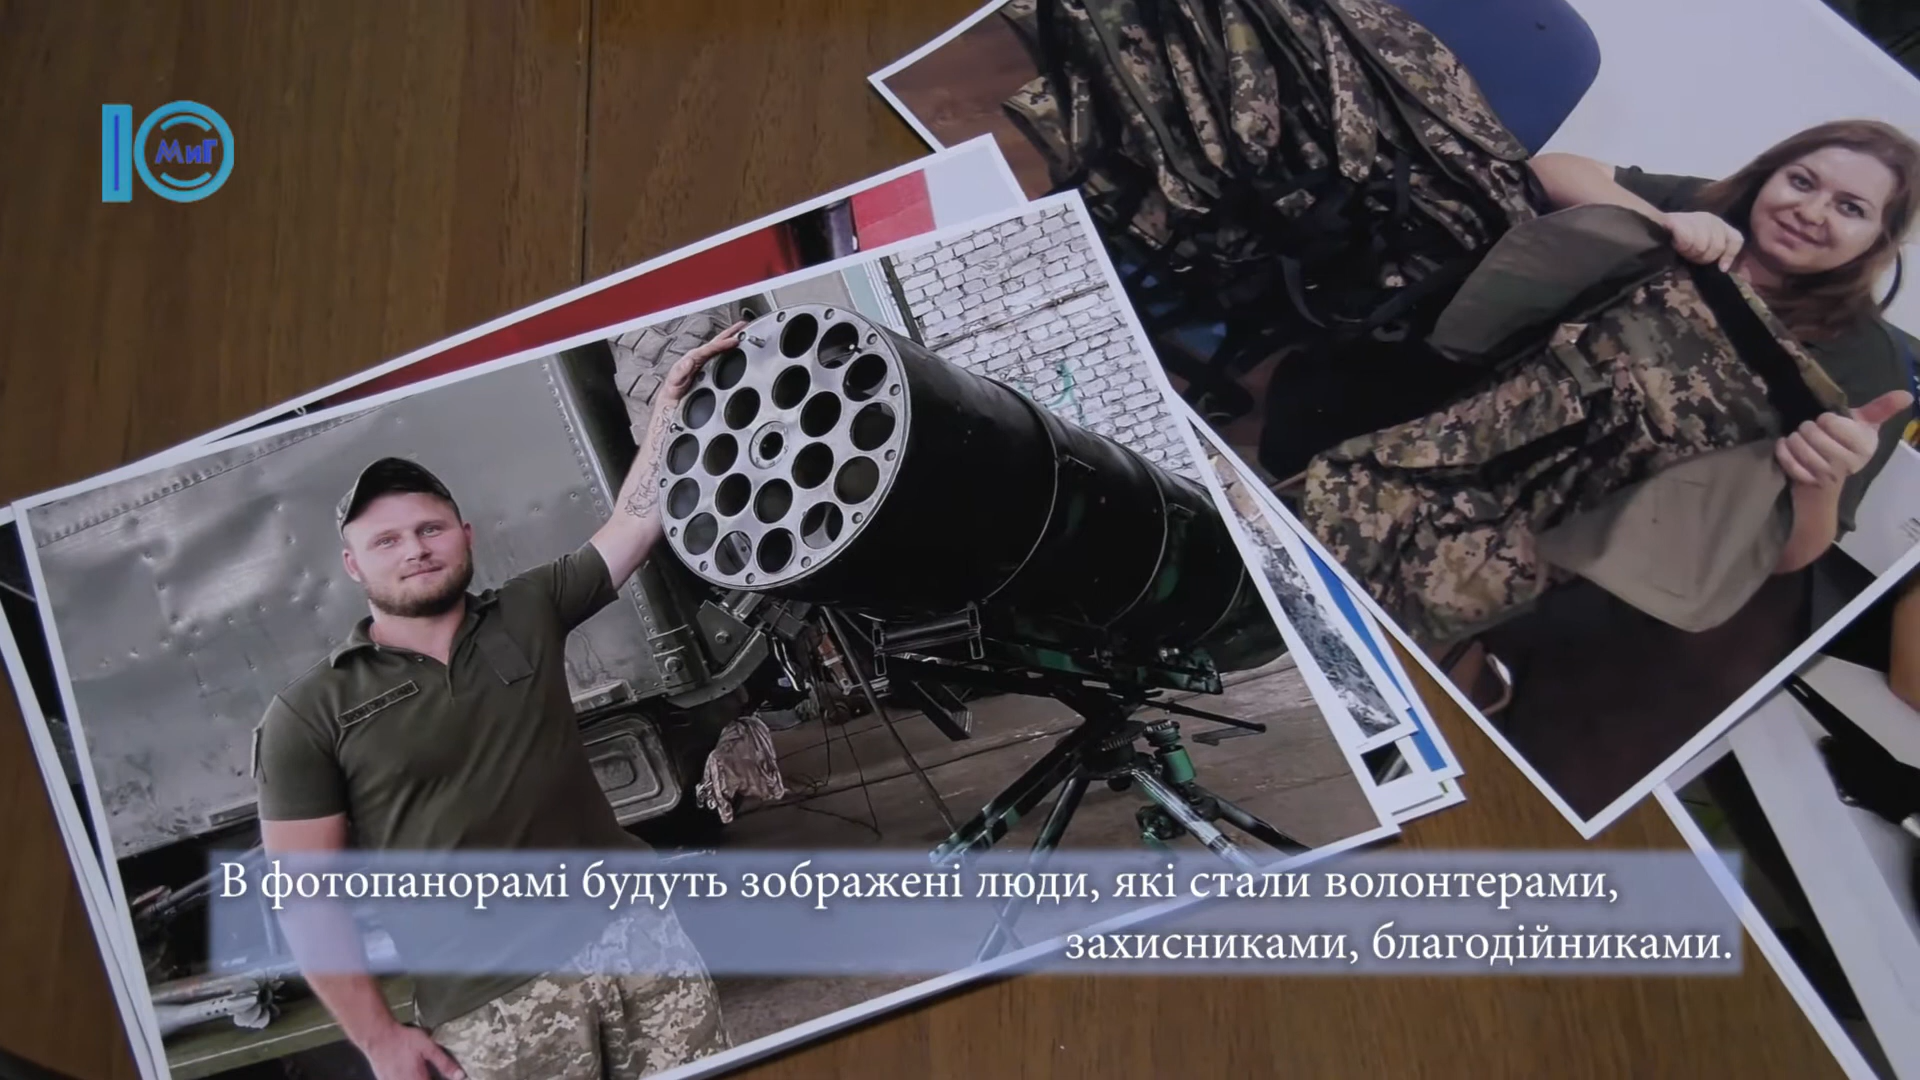 МиГ
В фотопанорамі будуть зображені люди, які стали волонтерами,
захисниками, благодійниками.